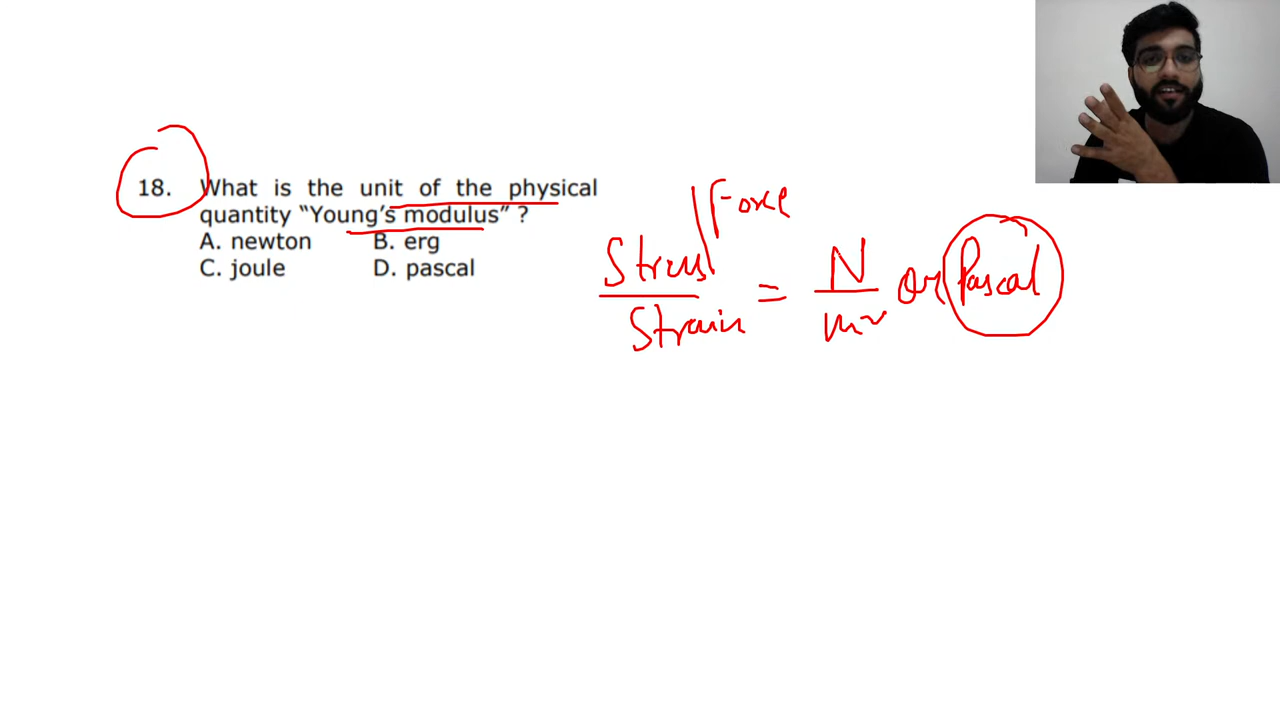 18. What is the unit of the physical
quantity “Young’s modulus” ?
A. newton B. erg
C. joule D. pascal
Force
Stress
Strain
=
N
m²
or Pascal